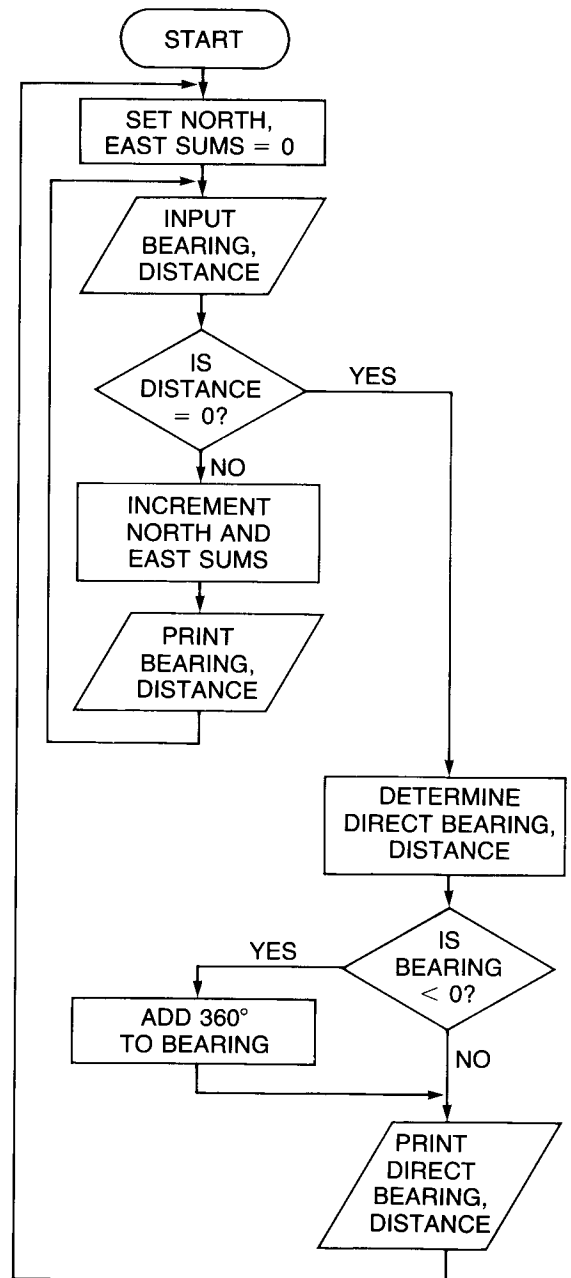 START
SET NORTH,
EAST SUMS = 0
INPUT
BEARING,
DISTANCE
IS
DISTANCE
= 0?
YES
NO
INCREMENT
NORTH AND
EAST SUMS
PRINT
BEARING,
DISTANCE
DETERMINE
DIRECT BEARING,
DISTANCE
IS
BEARING
< 0?
YES
ADD 360°
TO BEARING
NO
PRINT
DIRECT
BEARING,
DISTANCE